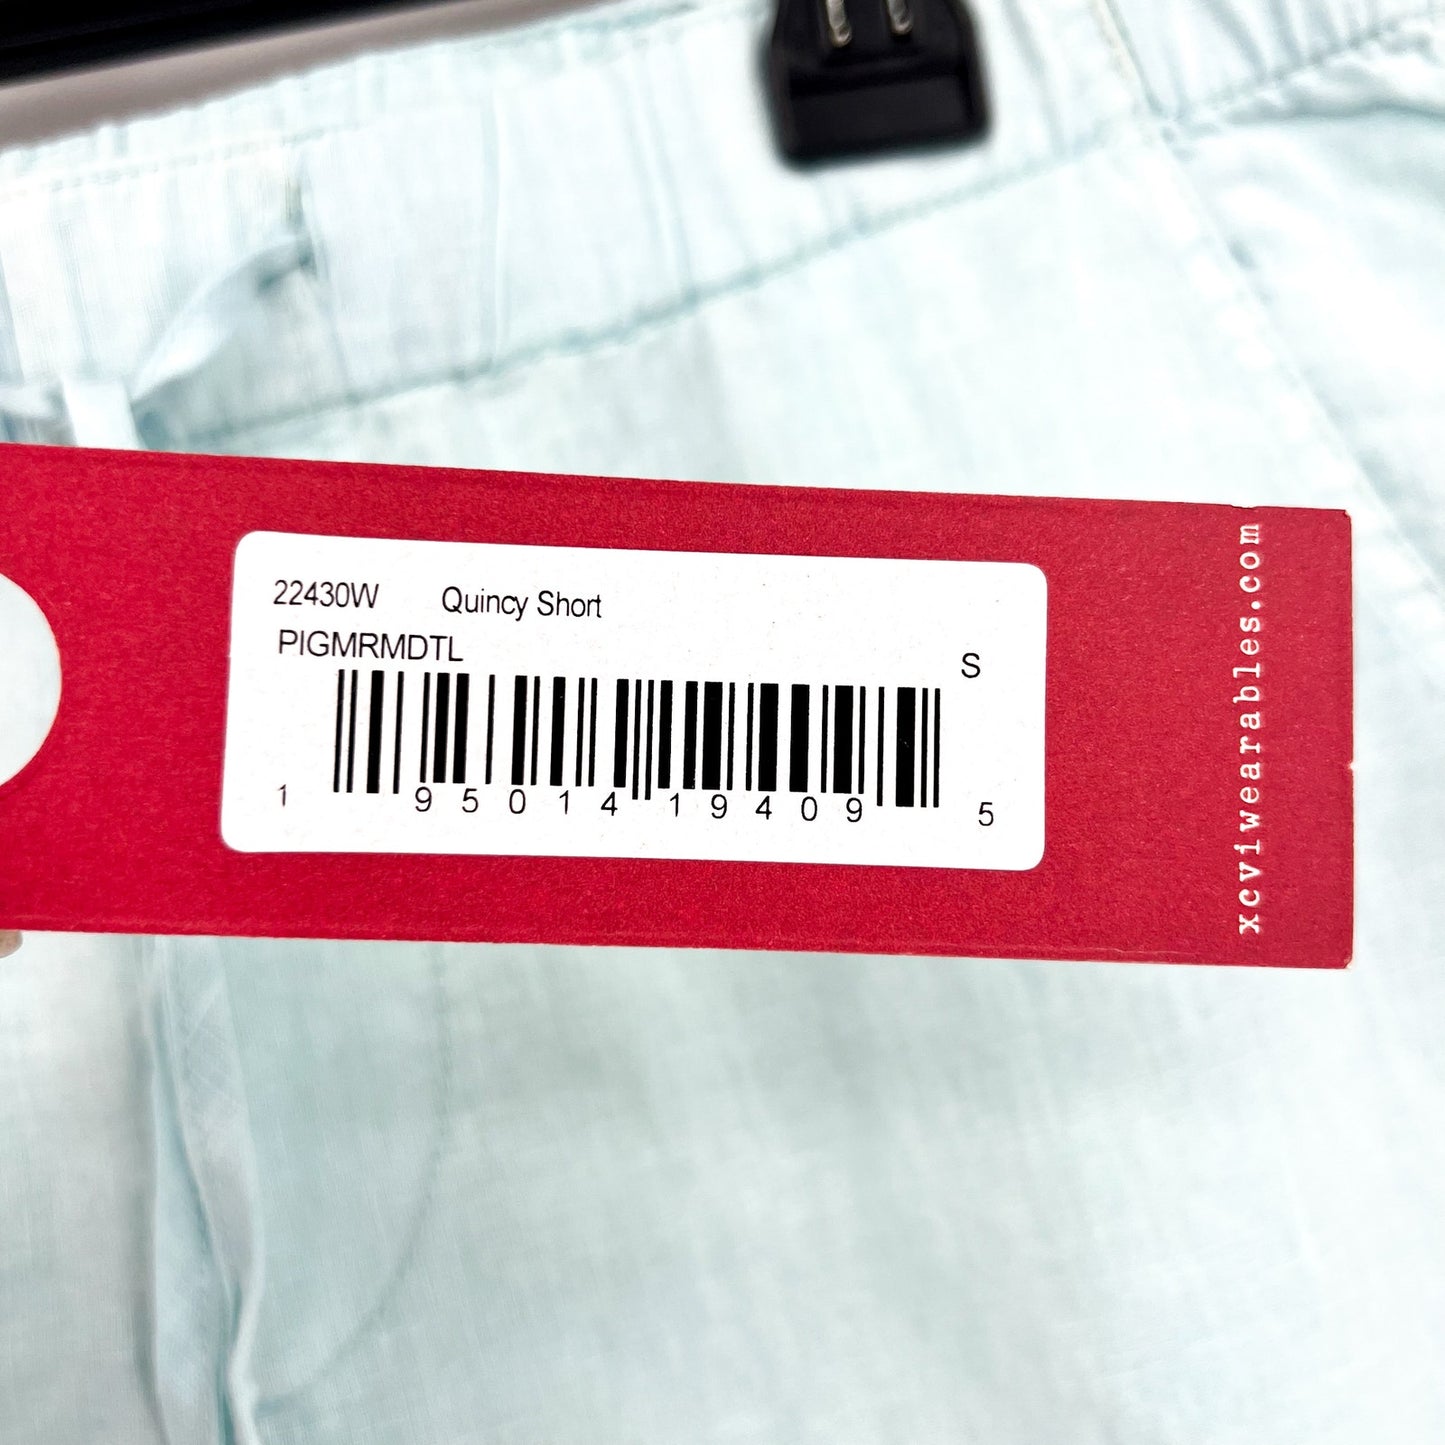 22430W Quincy Short
PIGMRMDTL
S
1 95014 19409 5
xcviwearables.com